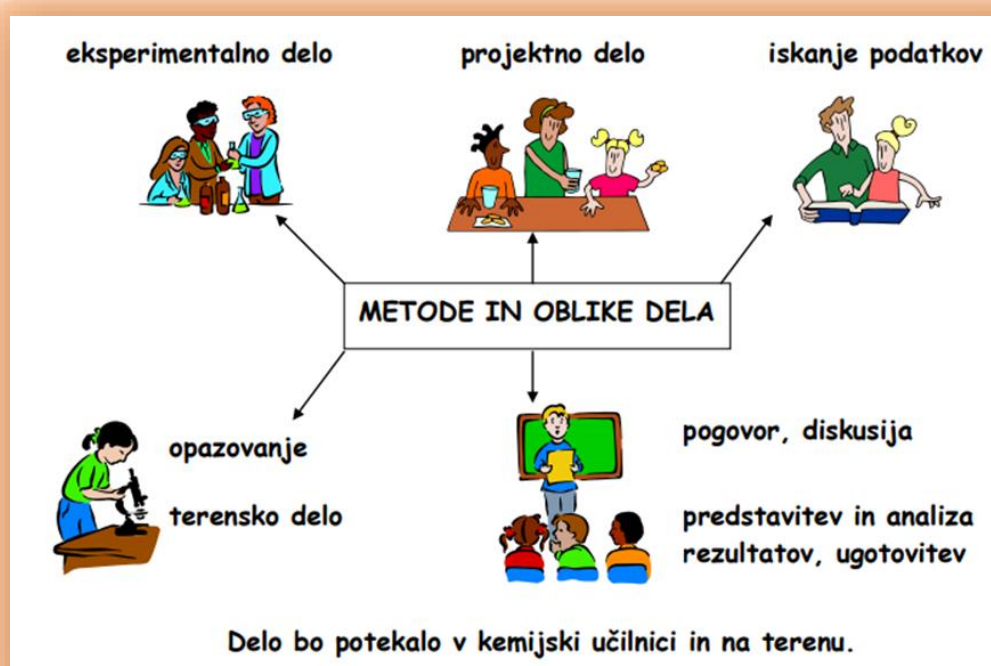 eksperimentalno delo
projektno delo
iskanje podatkov
METODE IN OBLIKE DELA
opazovanje
terensko delo
pogovor, diskusija
predstavitev in analiza
rezultatov, ugotovitev
Delo bo potekalo v kemijski učilnici in na terenu.